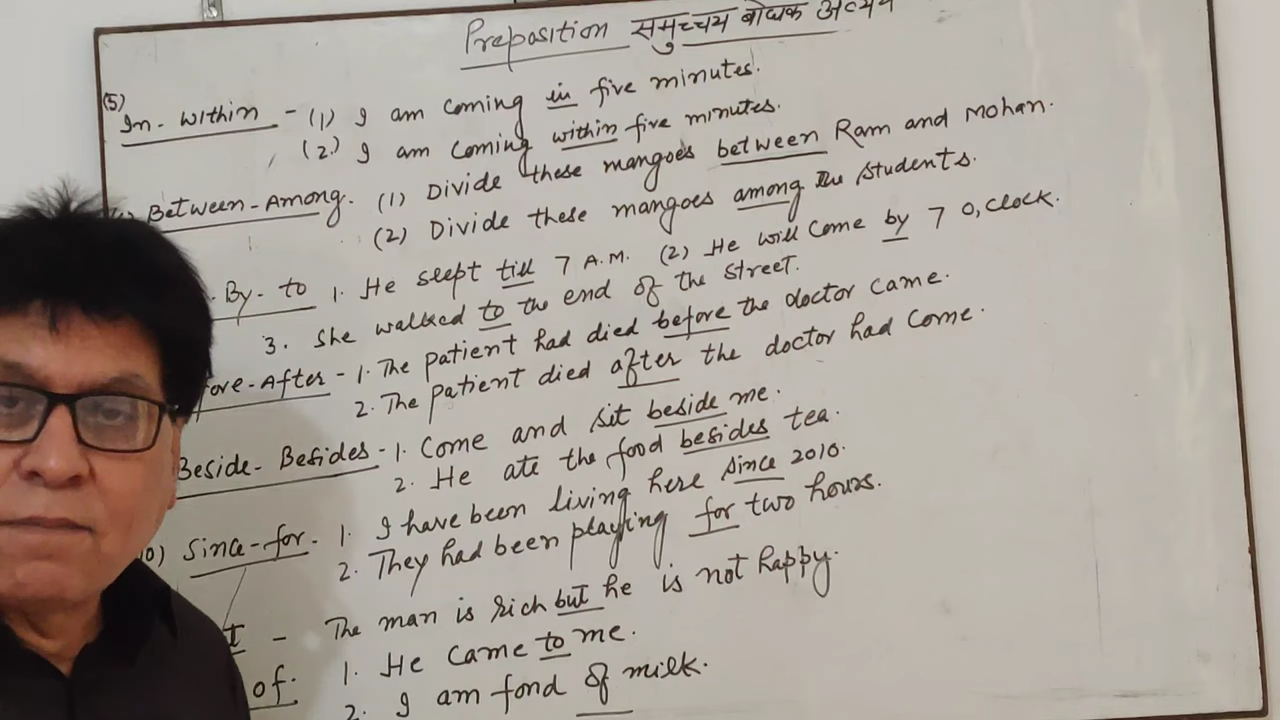 Preposition समुच्चय बोधक अव्यय
(5) In - Within - (1) I am coming in five minutes.
(2) I am coming within five minutes.
Between - Among. (1) Divide these mangoes between Ram and Mohan.
(2) Divide these mangoes among the students.
By - to 1. He slept till 7 A.M. (2) He will come by 7 O,clock.
3. She walked to the end of the street.
fore - After - 1. The patient had died before the doctor came.
2. The patient died after the doctor had come.
Beside - Besides - 1. Come and sit beside me.
2. He ate the food besides tea.
0) Since - for - 1. I have been living here since 2010.
2. They had been playing for two hours.
t - The man is rich but he is not happy.
1. He came to me.
of. 2. I am fond of milk.